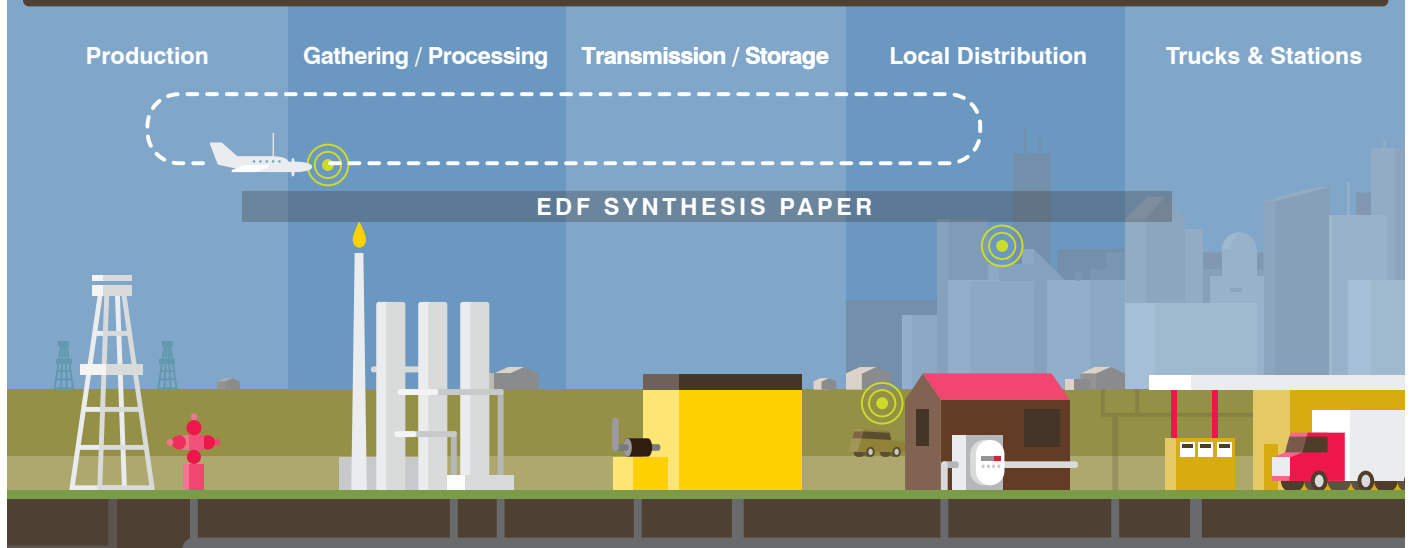 Production
Gathering / Processing
Transmission / Storage
Local Distribution
Trucks & Stations
EDF SYNTHESIS PAPER